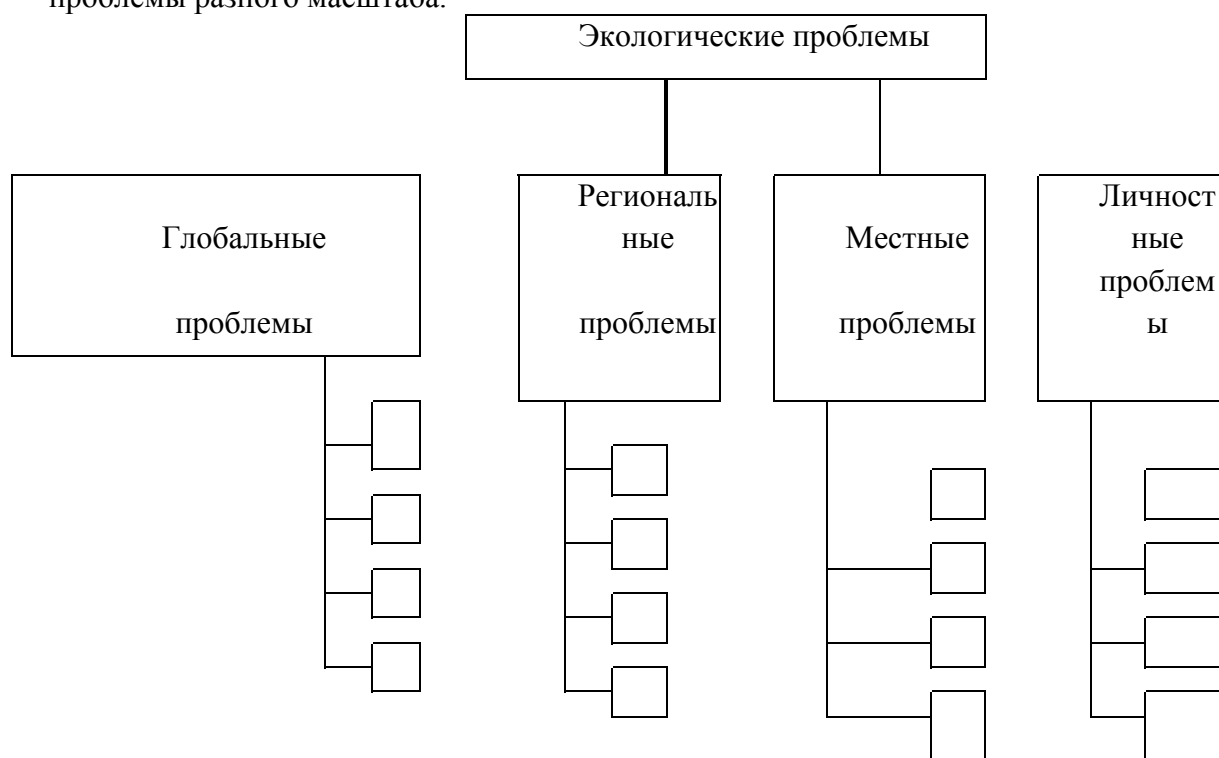 проблемы разного масштаба.
Экологические проблемы
Глобальные
проблемы
Региональ
ные
проблемы
Местные
проблемы
Личност
ные
проблем
ы